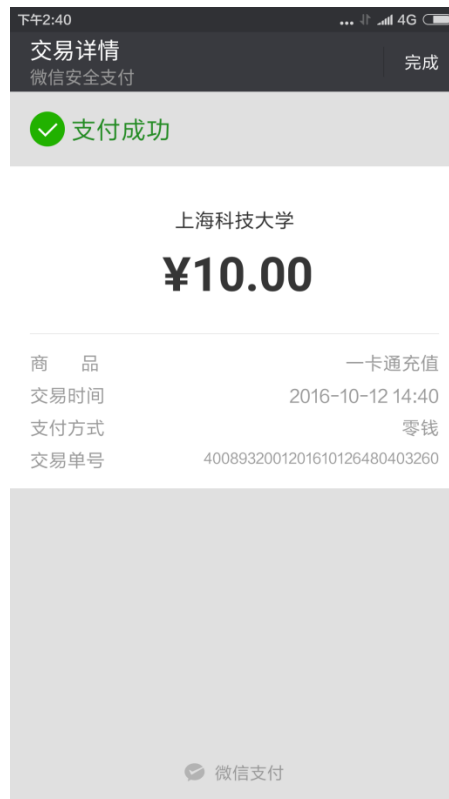 下午2:40 ... 4G
交易详情
微信安全支付
完成
支付成功
上海科技大学
¥10.00
商 品 一卡通充值
交易时间 2016-10-12 14:40
支付方式 零钱
交易单号 4008932001201610126480403260
微信支付